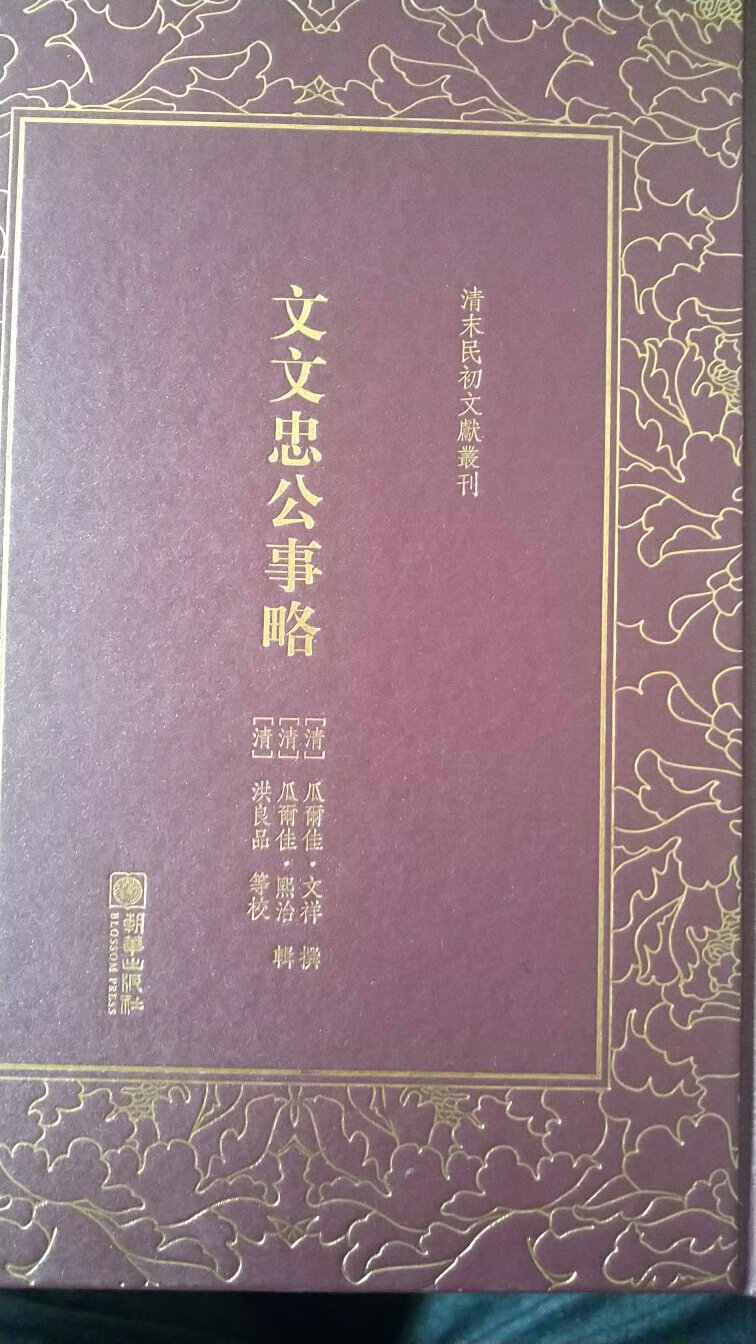 清末民初文獻叢刊
文文忠公事略
[清] 瓜爾佳·文祥 撰
[清] 瓜爾佳·熙治 輯
[清] 洪良品 等校
朝華出版社
BLOSSOM PRESS